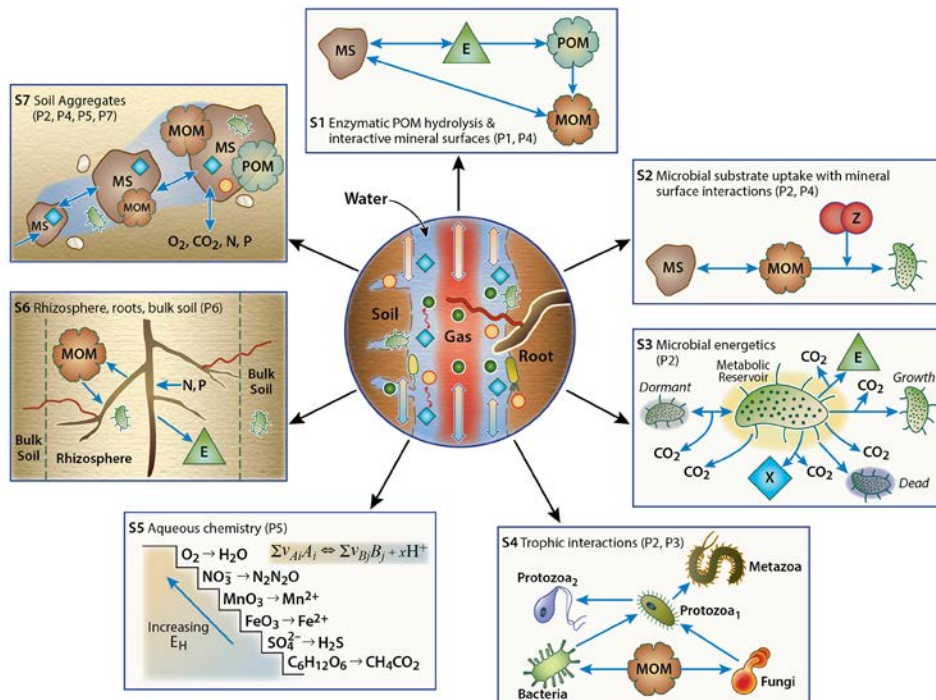 MS
E
POM
MOM
S1 Enzymatic POM hydrolysis &
interactive mineral surfaces (P1, P4)
S2 Microbial substrate uptake with mineral
surface interactions (P2, P4)
Z
MS
MOM
S3 Microbial energetics
(P2)
Metabolic
Reservoir
CO2
E
CO2
Growth
Dormant
CO2
CO2
X
CO2
CO2
Dead
S4 Trophic interactions (P2, P3)
Metazoa
Protozoa2
Protozoa1
MOM
Bacteria
Fungi
S5 Aqueous chemistry (P5)
ΣvAiAi ⇔ ΣvBjBj + xH+
O2→H2O
NO3−→N2N2O
MnO3→Mn2+
FeO3→Fe2+
SO42−→H2S
C6H12O6→CH4CO2
Increasing
EH
S6 Rhizosphere, roots, bulk soil (P6)
MOM
N, P
Bulk
Soil
Bulk
Soil
Rhizosphere
E
S7 Soil Aggregates
(P2, P4, P5, P7)
MOM
MS
POM
MS
MOM
MS
O2, CO2, N, P
Water
Soil
Gas
Root